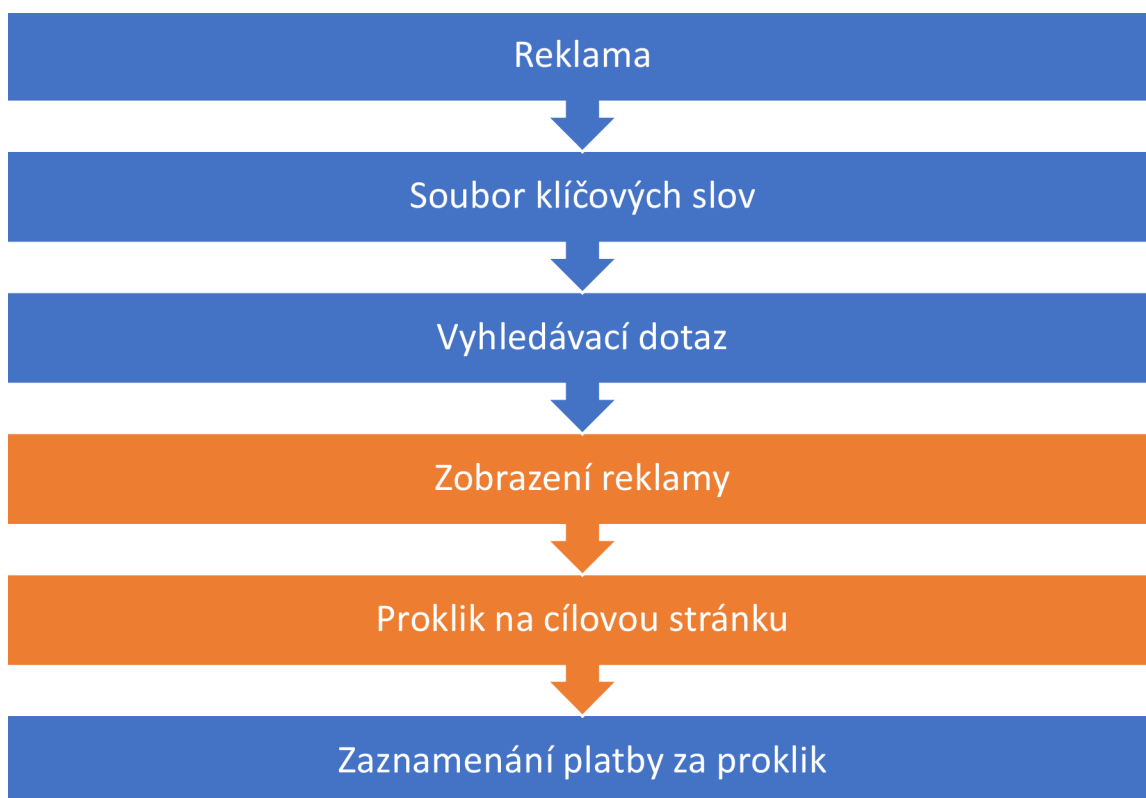 Reklama
Soubor klíčových slov
Vyhledávací dotaz
Zobrazení reklamy
Proklik na cílovou stránku
Zaznamenání platby za proklik